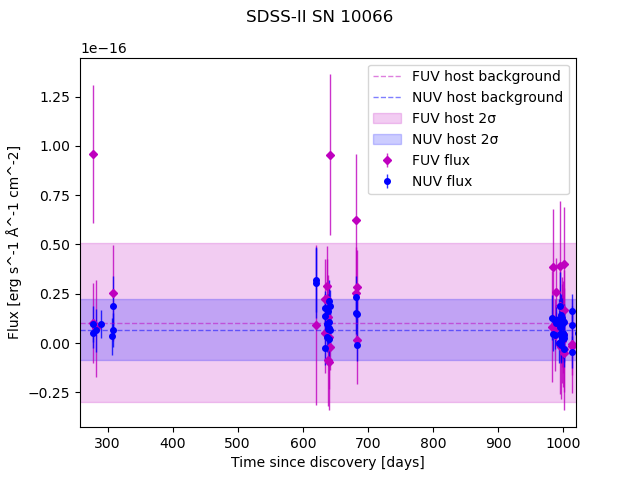 SDSS-II SN 10066
1e−16
FUV host background
NUV host background
FUV host 2σ
NUV host 2σ
FUV flux
NUV flux
1.25
1.00
0.75
0.50
0.25
0.00
−0.25
Flux [erg s^-1 Å^-1 cm^-2]
300 400 500 600 700 800 900 1000
Time since discovery [days]